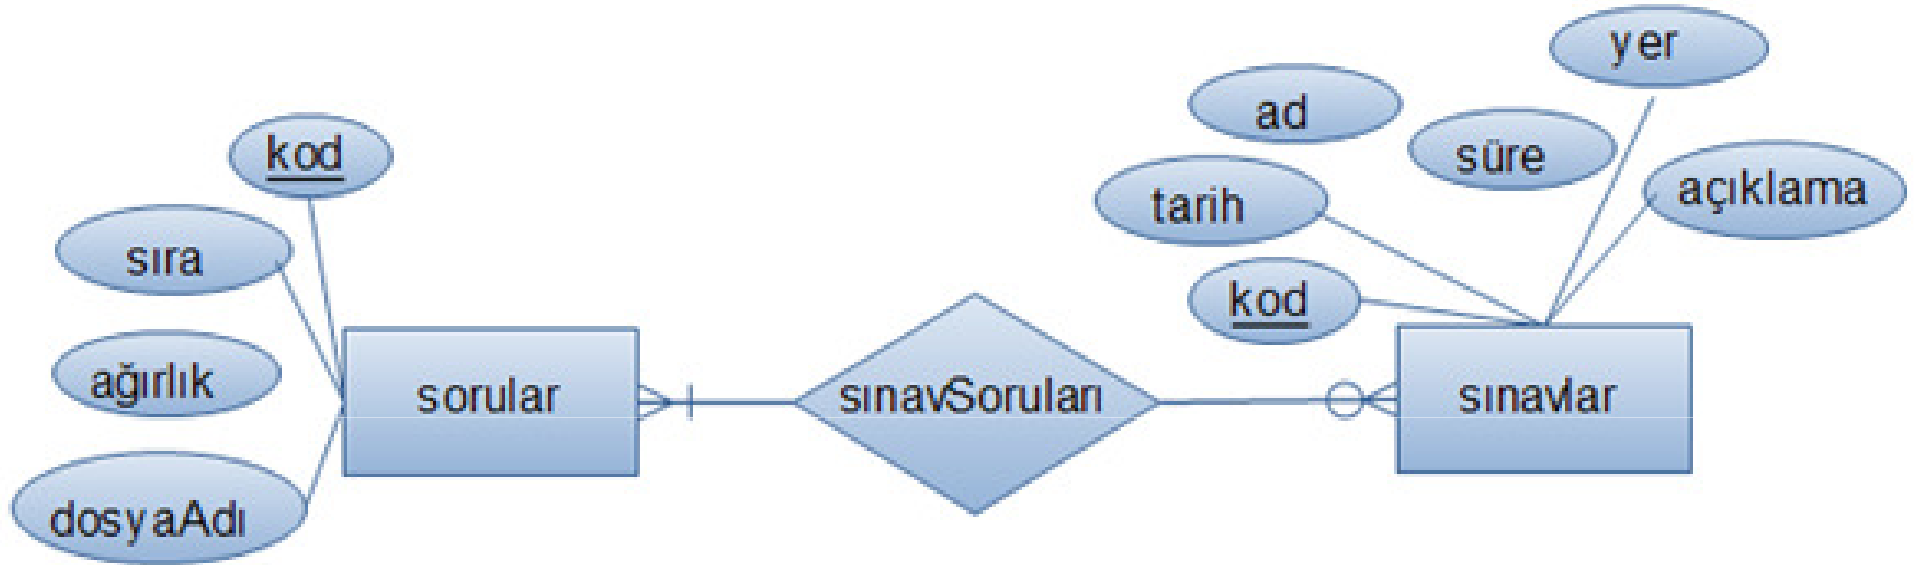 kod
sıra
ağırlık
dosyaAdı
sorular
sınavSoruları
yer
ad
süre
açıklama
tarih
kod
sınavlar